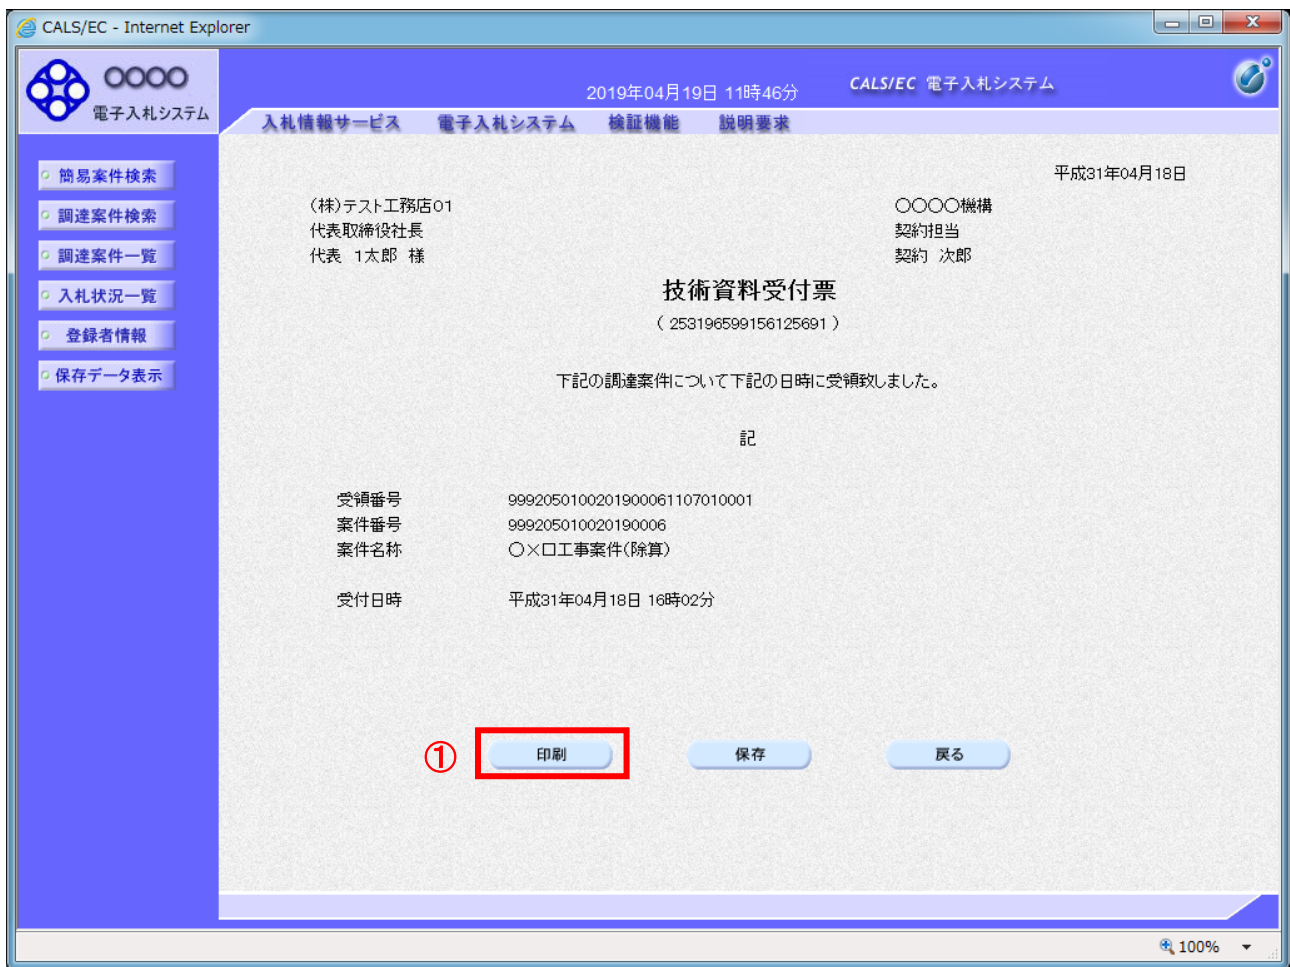 CALS/EC - Internet Explorer
○○○○
電子入札システム
2019年04月19日 11時46分
CALS/EC 電子入札システム
入札情報サービス 電子入札システム 検証機能 説明要求
簡易案件検索
調達案件検索
調達案件一覧
入札状況一覧
登録者情報
保存データ表示
平成31年04月18日
(株)テスト工務店01
代表取締役社長
代表 1太郎 様
○○○○機構
契約担当
契約 次郎
技術資料受付票
( 253196599156125691 )
下記の調達案件について下記の日時に受領致しました。
記
受領番号 9992050100201900061107010001
案件番号 999205010020190006
案件名称 ○×口工事案件(除算)
受付日時 平成31年04月18日 16時02分
① 印刷 保存 戻る
100%